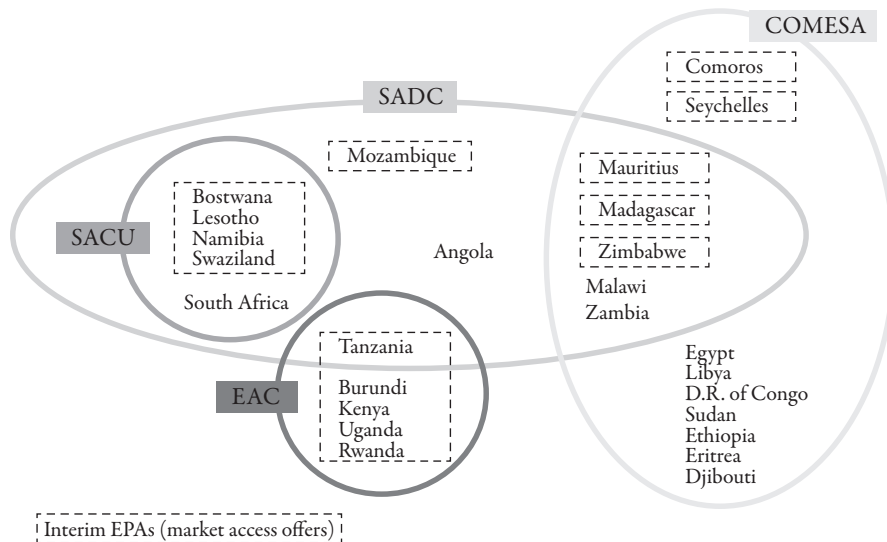 COMESA
Comoros
Seychelles
SADC
Mozambique
Mauritius
Madagascar
Zimbabwe
Malawi
Zambia
SACU
Bostwana
Lesotho
Namibia
Swaziland
South Africa
Angola
EAC
Tanzania
Burundi
Kenya
Uganda
Rwanda
Egypt
Libya
D.R. of Congo
Sudan
Ethiopia
Eritrea
Djibouti
Interim EPAs (market access offers)